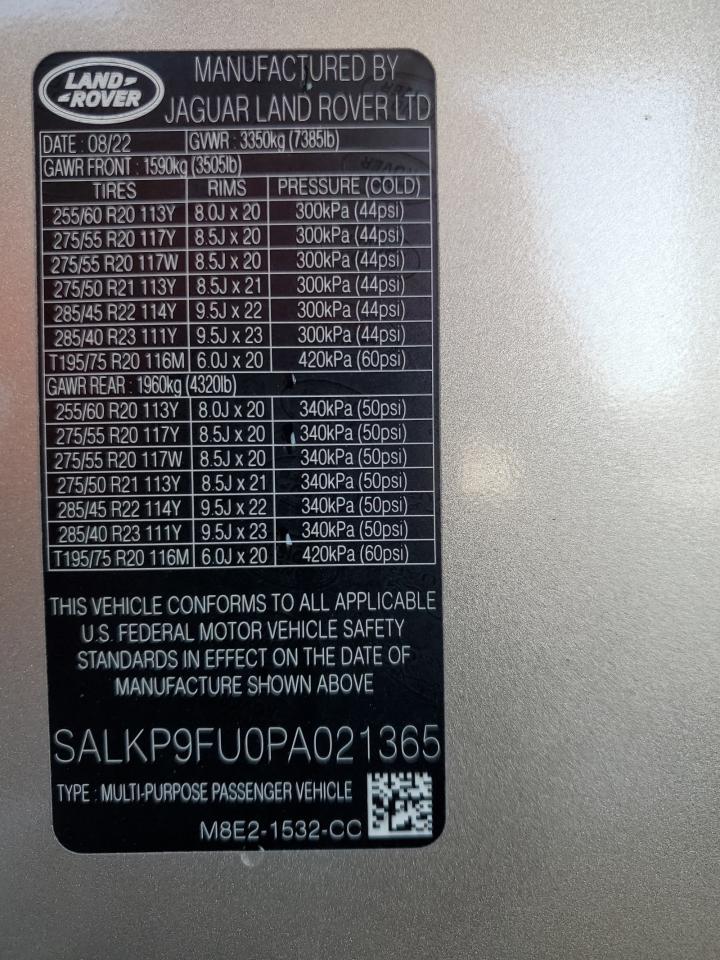 LAND-
-ROVER
MANUFACTURED BY
JAGUAR LAND ROVER LTD
DATE : 08/22 GVWR : 3350kg (7385lb)
GAWR FRONT : 1590kg (3505lb)
TIRES RIMS PRESSURE (COLD)
255/60 R20 113Y 8.0J x 20 300kPa (44psi)
275/55 R20 117Y 8.5J x 20 300kPa (44psi)
275/55 R20 117W 8.5J x 20 300kPa (44psi)
275/50 R21 113Y 8.5J x 21 300kPa (44psi)
285/45 R22 114Y 9.5J x 22 300kPa (44psi)
285/40 R23 111Y 9.5J x 23 300kPa (44psi)
T195/75 R20 116M 6.0J x 20 420kPa (60psi)
GAWR REAR : 1960kg (4320lb)
255/60 R20 113Y 8.0J x 20 340kPa (50psi)
275/55 R20 117Y 8.5J x 20 340kPa (50psi)
275/55 R20 117W 8.5J x 20 340kPa (50psi)
275/50 R21 113Y 8.5J x 21 340kPa (50psi)
285/45 R22 114Y 9.5J x 22 340kPa (50psi)
285/40 R23 111Y 9.5J x 23 340kPa (50psi)
T195/75 R20 116M 6.0J x 20 420kPa (60psi)
THIS VEHICLE CONFORMS TO ALL APPLICABLE
U.S. FEDERAL MOTOR VEHICLE SAFETY
STANDARDS IN EFFECT ON THE DATE OF
MANUFACTURE SHOWN ABOVE
SALKP9FU0PA021365
TYPE : MULTI-PURPOSE PASSENGER VEHICLE
M8E2-1532-CC